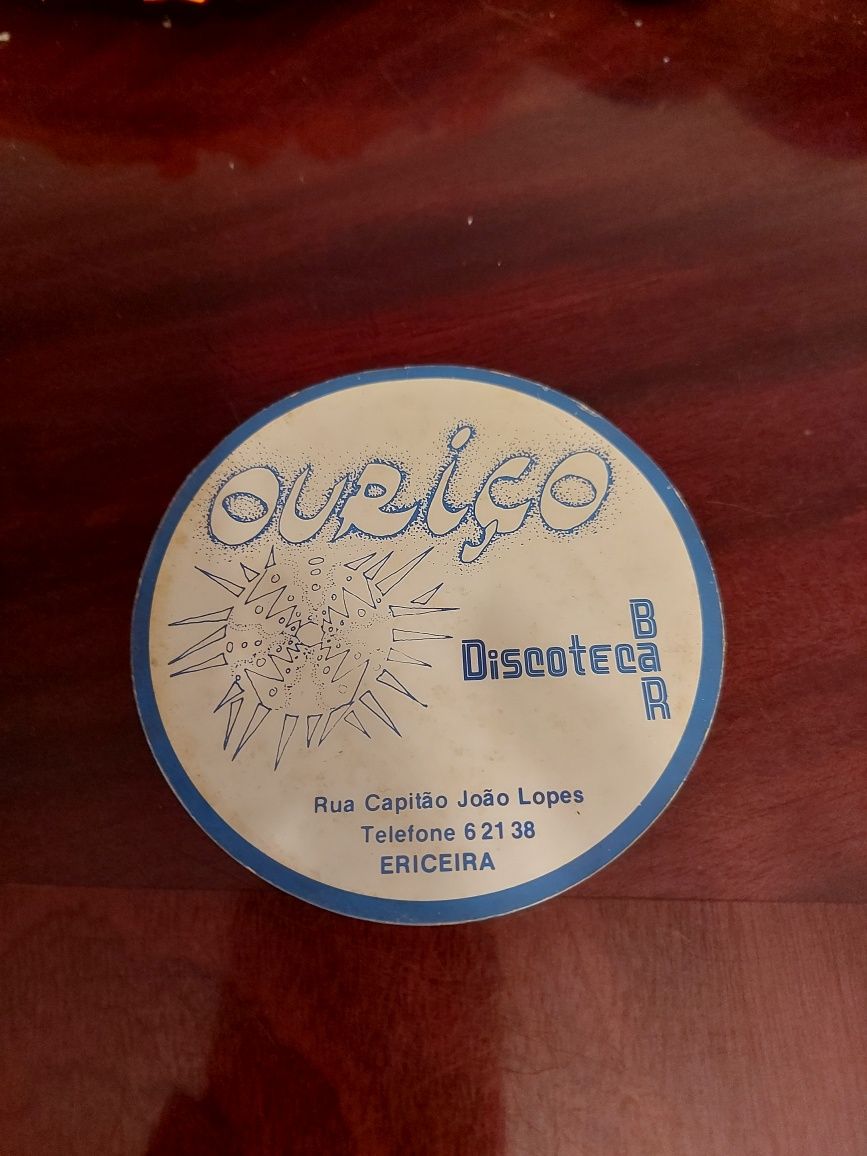 OURIÇO
Discoteca
BaR
Rua Capitão João Lopes
Telefone 6 21 38
ERICEIRA